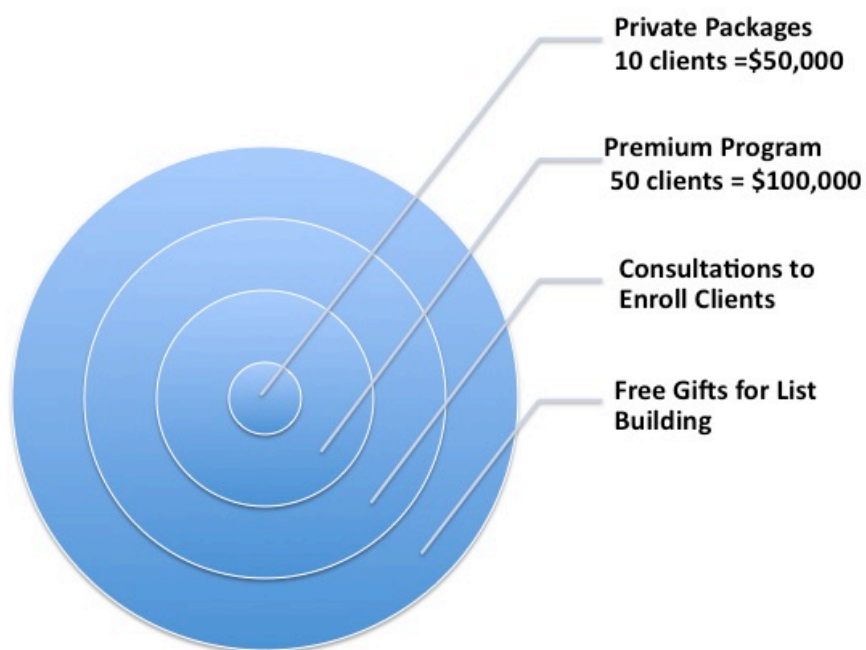 Private Packages
10 clients =$50,000
Premium Program
50 clients = $100,000
Consultations to
Enroll Clients
Free Gifts for List
Building